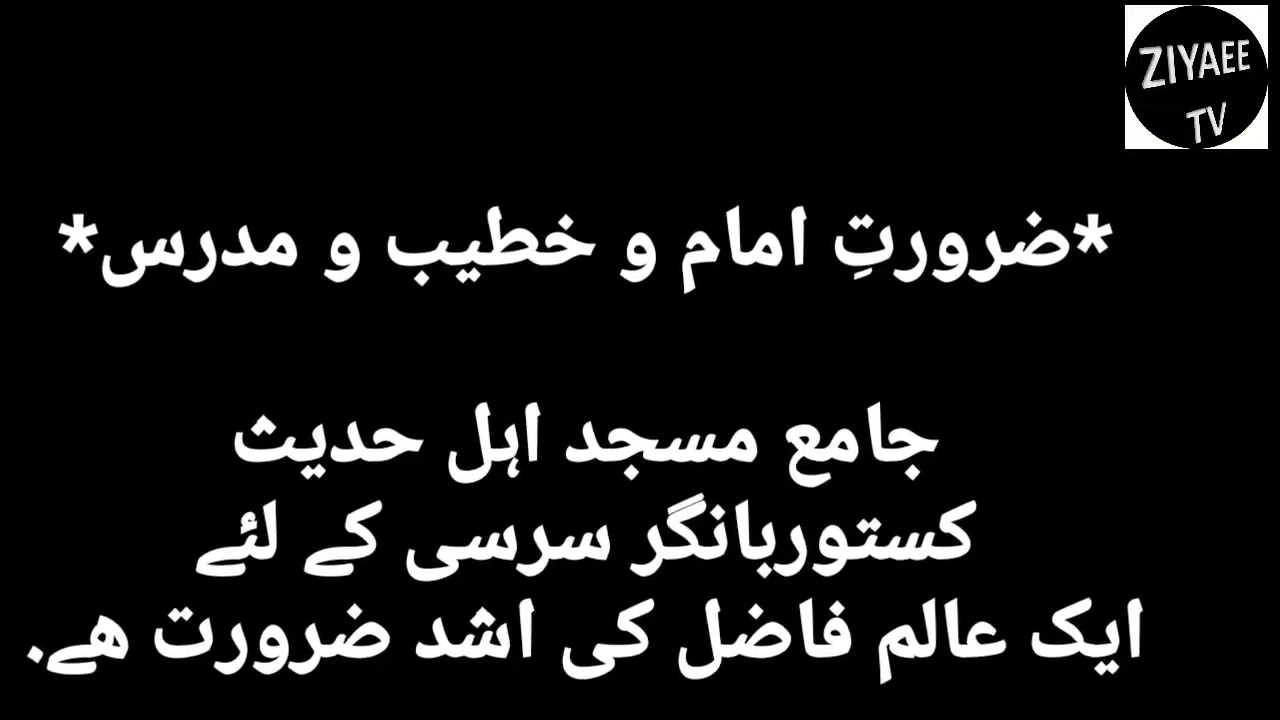 ZIYAEE
TV
*ضرورتِ امام و خطیب و مدرس*
جامع مسجد اہل حدیث
کستوربانگر سرسی کے لئے
ایک عالم فاضل کی اشد ضرورت ھے.